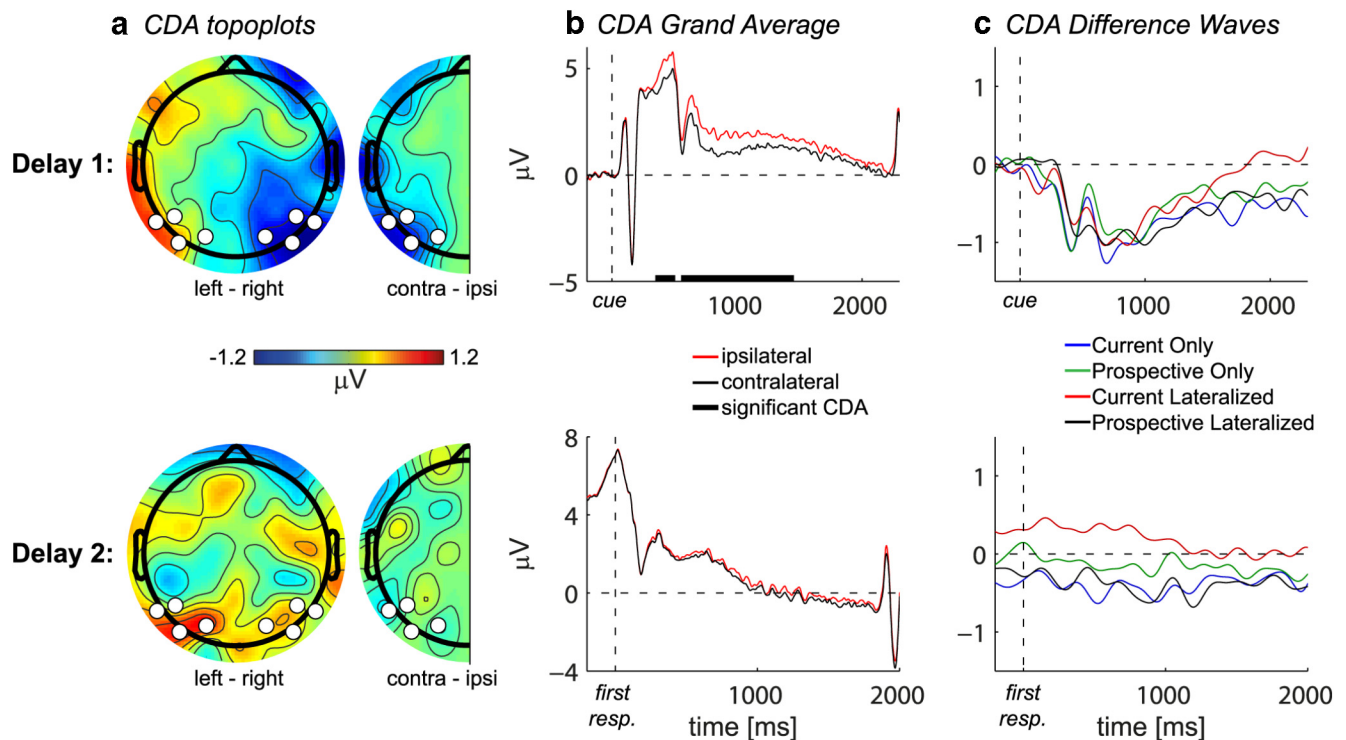 a CDA topoplots
b CDA Grand Average
c CDA Difference Waves
Delay 1:
left - right
contra - ipsi
μV
5
0
−5
cue
1000
2000
1
0
−1
cue
1000
2000
-1.2
1.2
μV
ipsilateral
contralateral
significant CDA
Current Only
Prospective Only
Current Lateralized
Prospective Lateralized
Delay 2:
left - right
contra - ipsi
μV
8
4
0
−4
first
resp.
1000
2000
time [ms]
1
0
−1
first
resp.
1000
2000
time [ms]